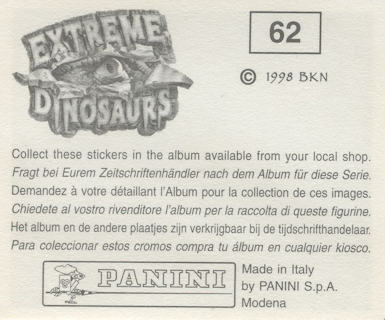 EXTREME
DINOSAURS
62
© 1998 BKN
Collect these stickers in the album available from your local shop.
Fragt bei Eurem Zeitschriftenhändler nach dem Album für diese Serie.
Demandez à votre détaillant l'Album pour la collection de ces images.
Chiedete al vostro rivenditore l'album per la raccolta di queste figurine.
Het album en de andere plaatjes zijn verkrijgbaar bij de tijdschrifthandelaar.
Para coleccionar estos cromos compra tu álbum en cualquier kiosco.
PANINI
Made in Italy
by PANINI S.p.A.
Modena